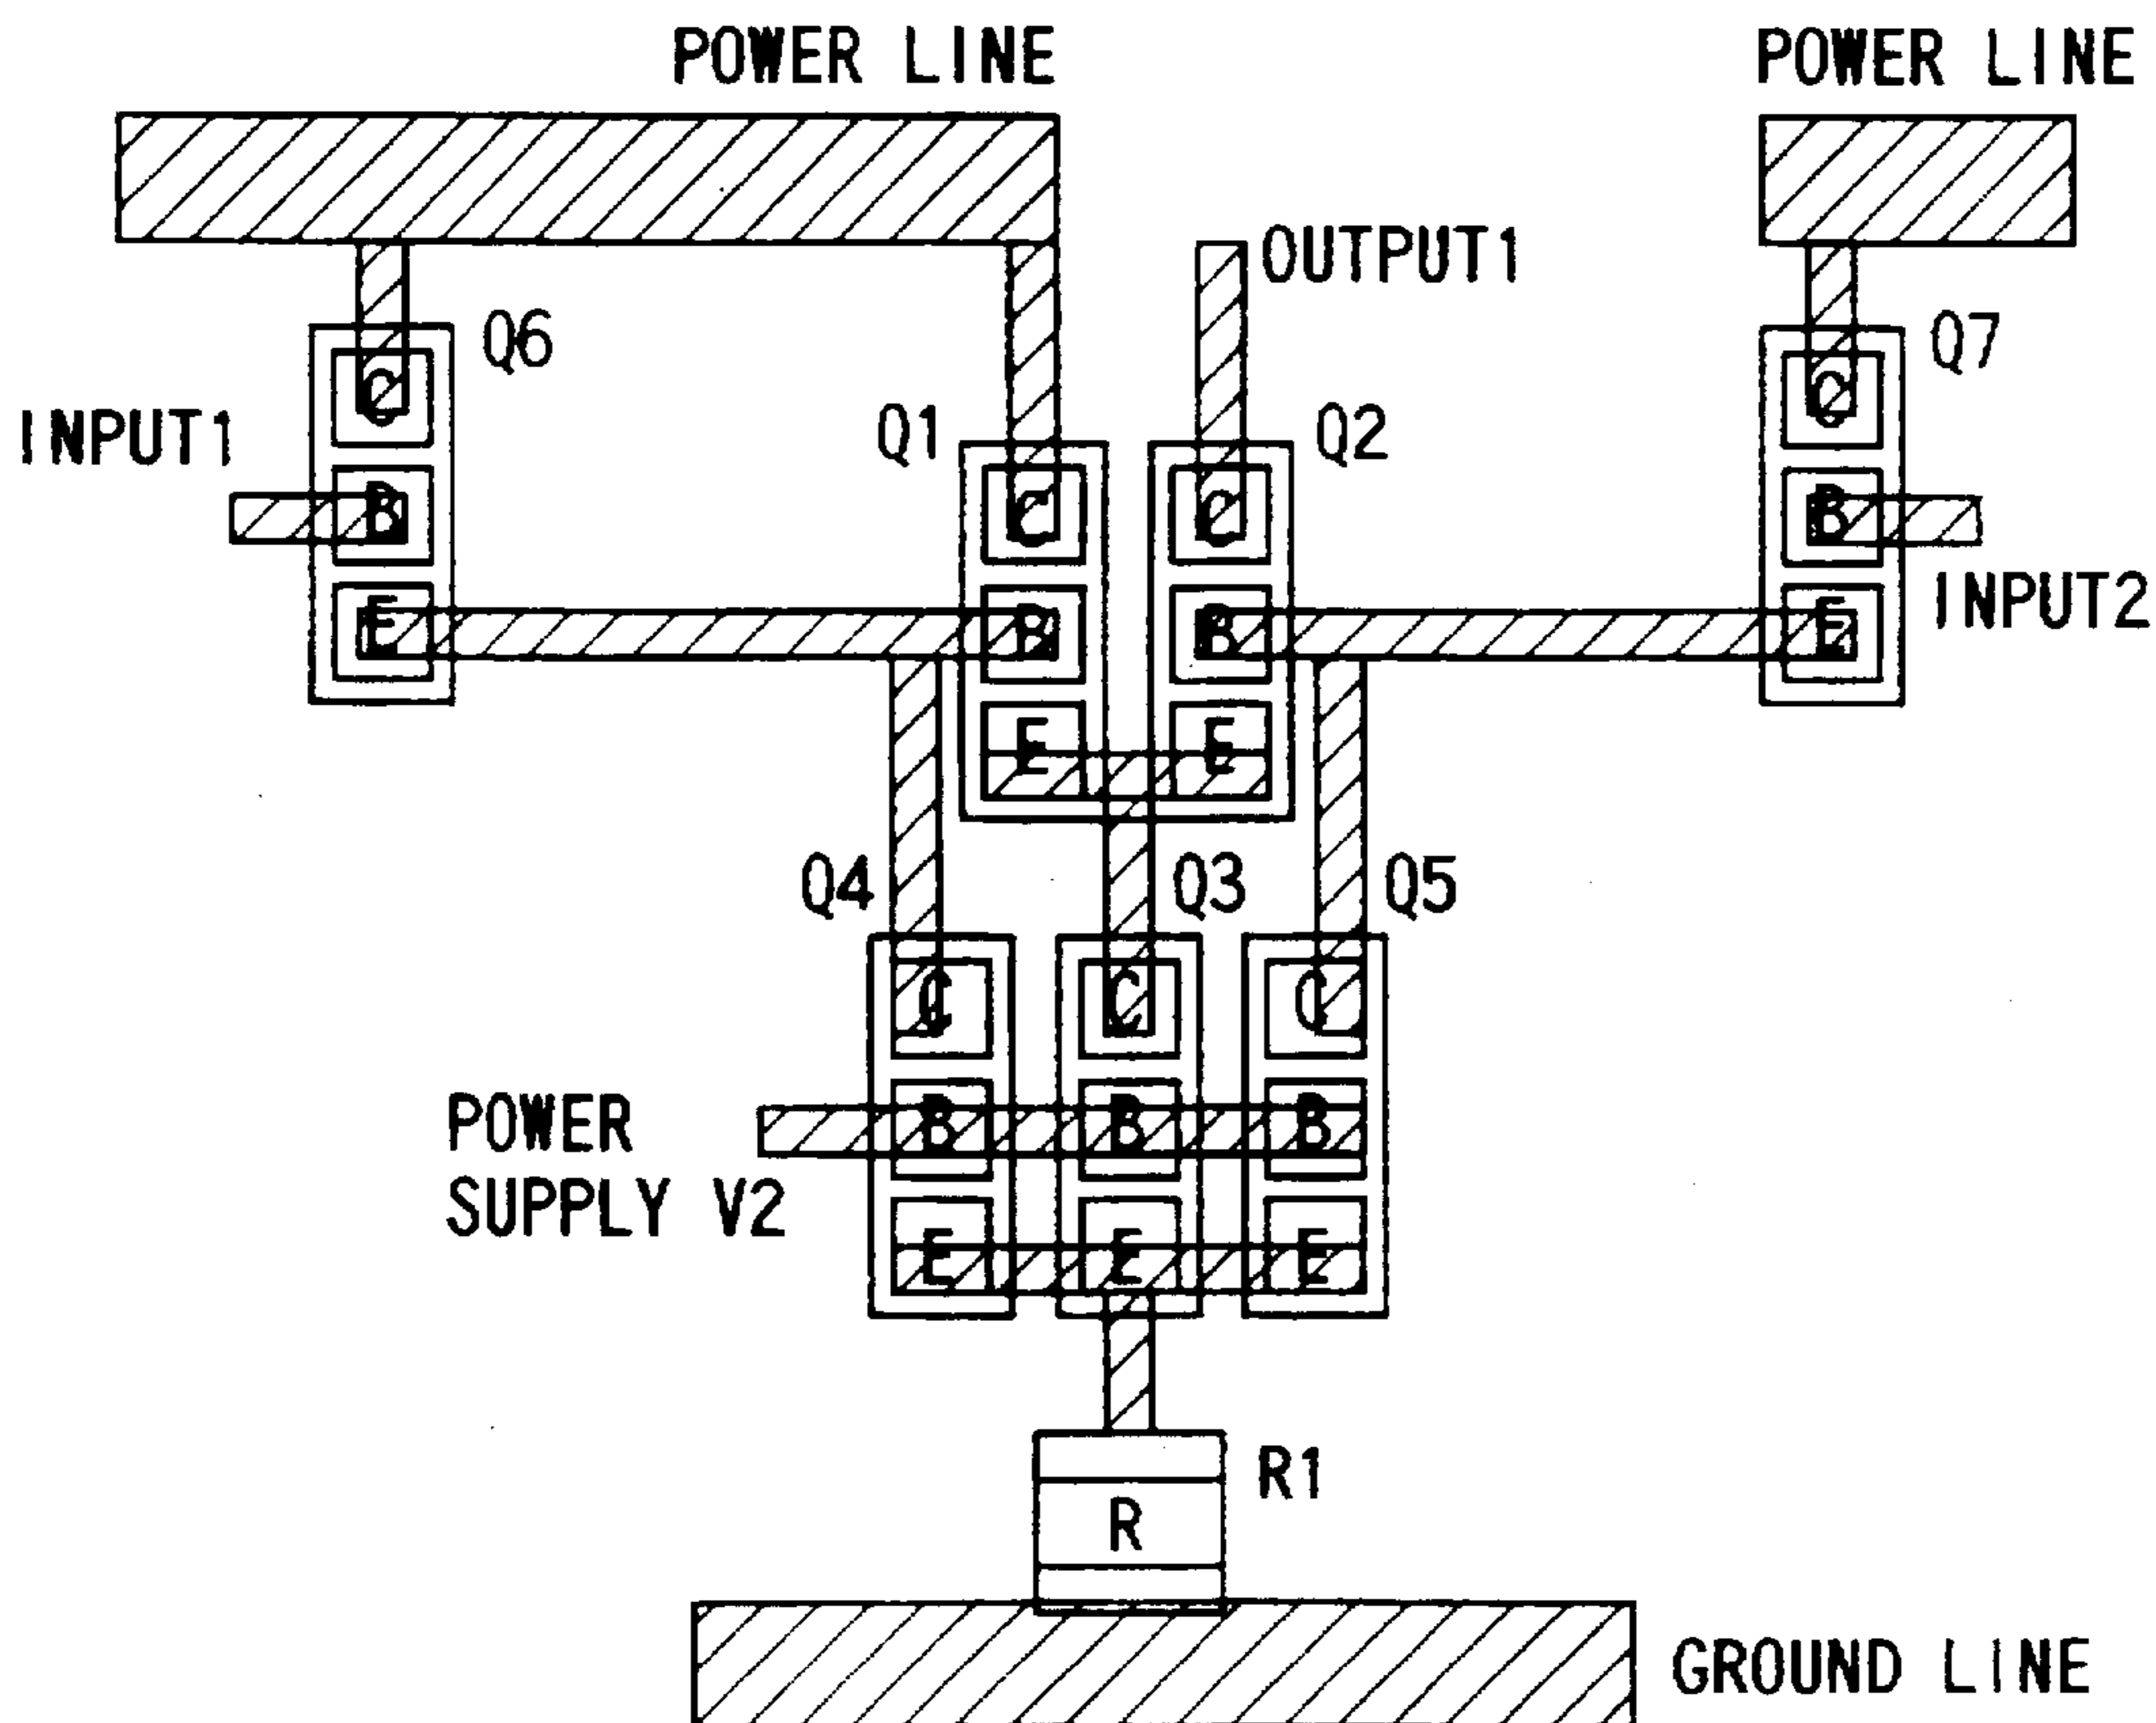 POWER LINE
POWER LINE
OUTPUT1
Q6
Q7
INPUT1
Q1
Q2
C
C
C
C
B
B
INPUT2
E
B
B
E
E
E
Q4
Q3
Q5
C
C
C
POWER
SUPPLY V2
B
B
B
E
E
E
R1
R
GROUND LINE